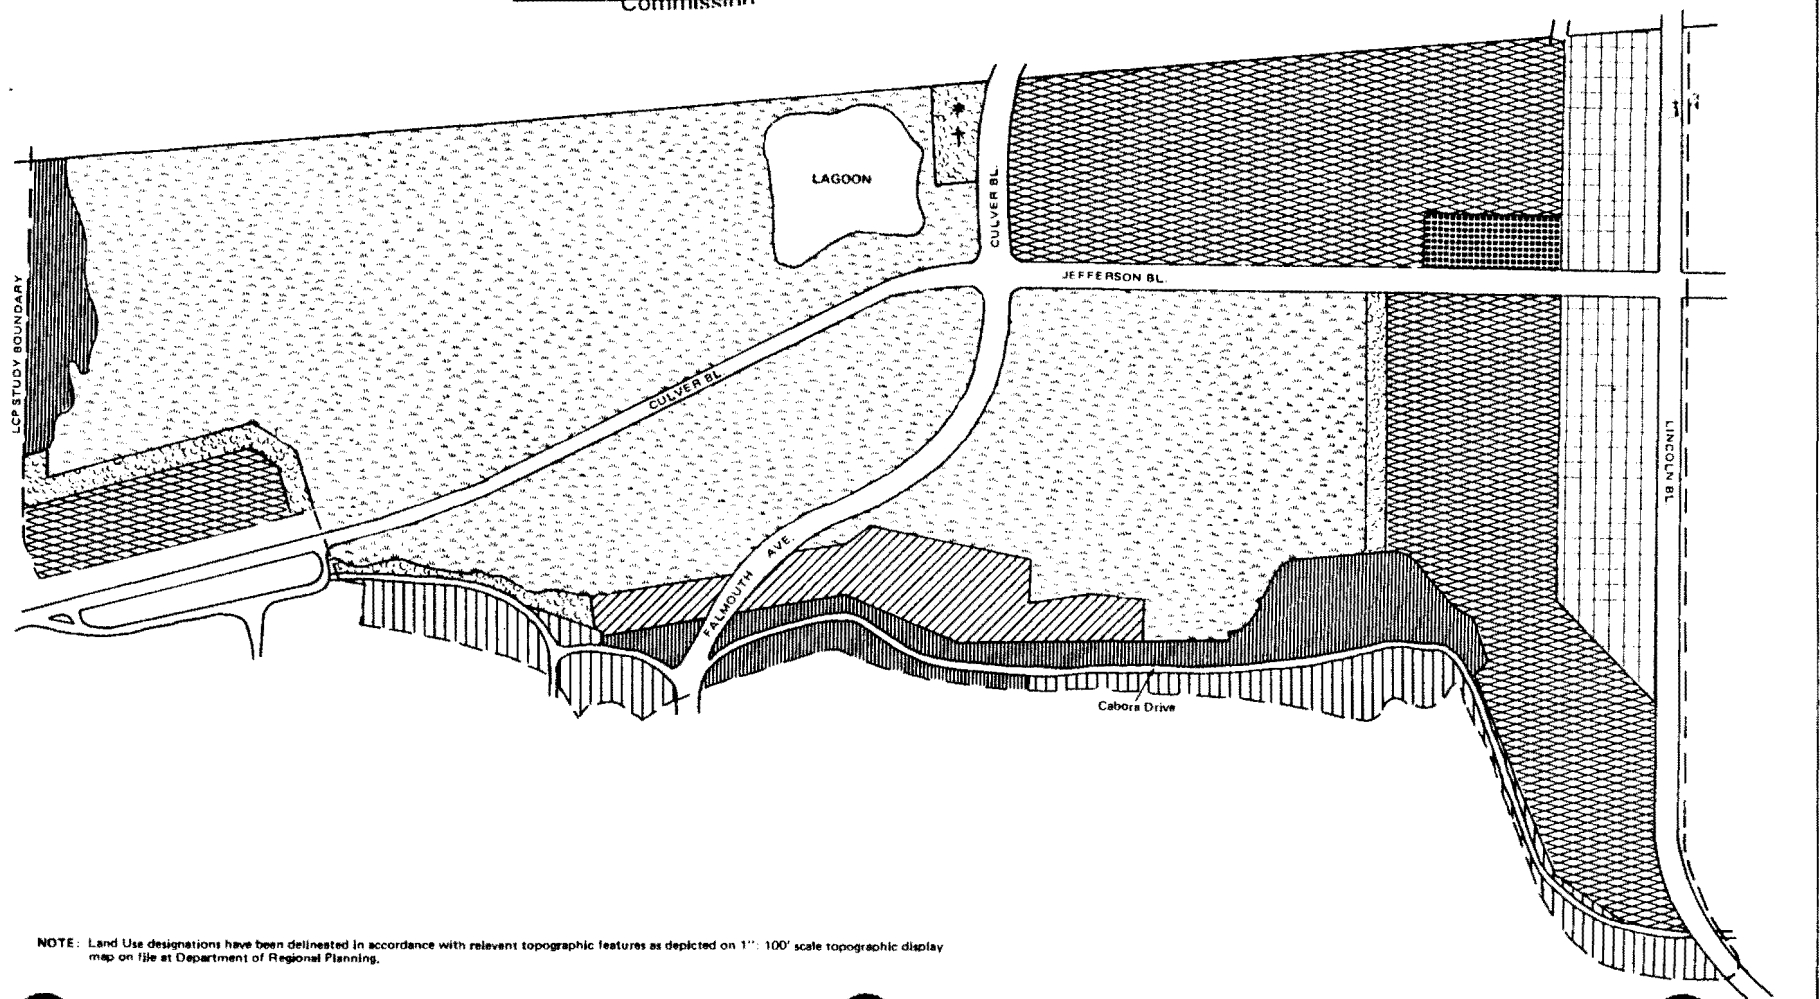 Commission
LAGOON
CULVER BL.
JEFFERSON BL.
LCP STUDY BOUNDARY
CULVER BL.
LINCOLN BL.
FALMOUTH AVE.
Cabora Drive
NOTE: Land Use designations have been delineated in accordance with relevent topographic features as depicted on 1": 100' scale topographic display
map on file at Department of Regional Planning.